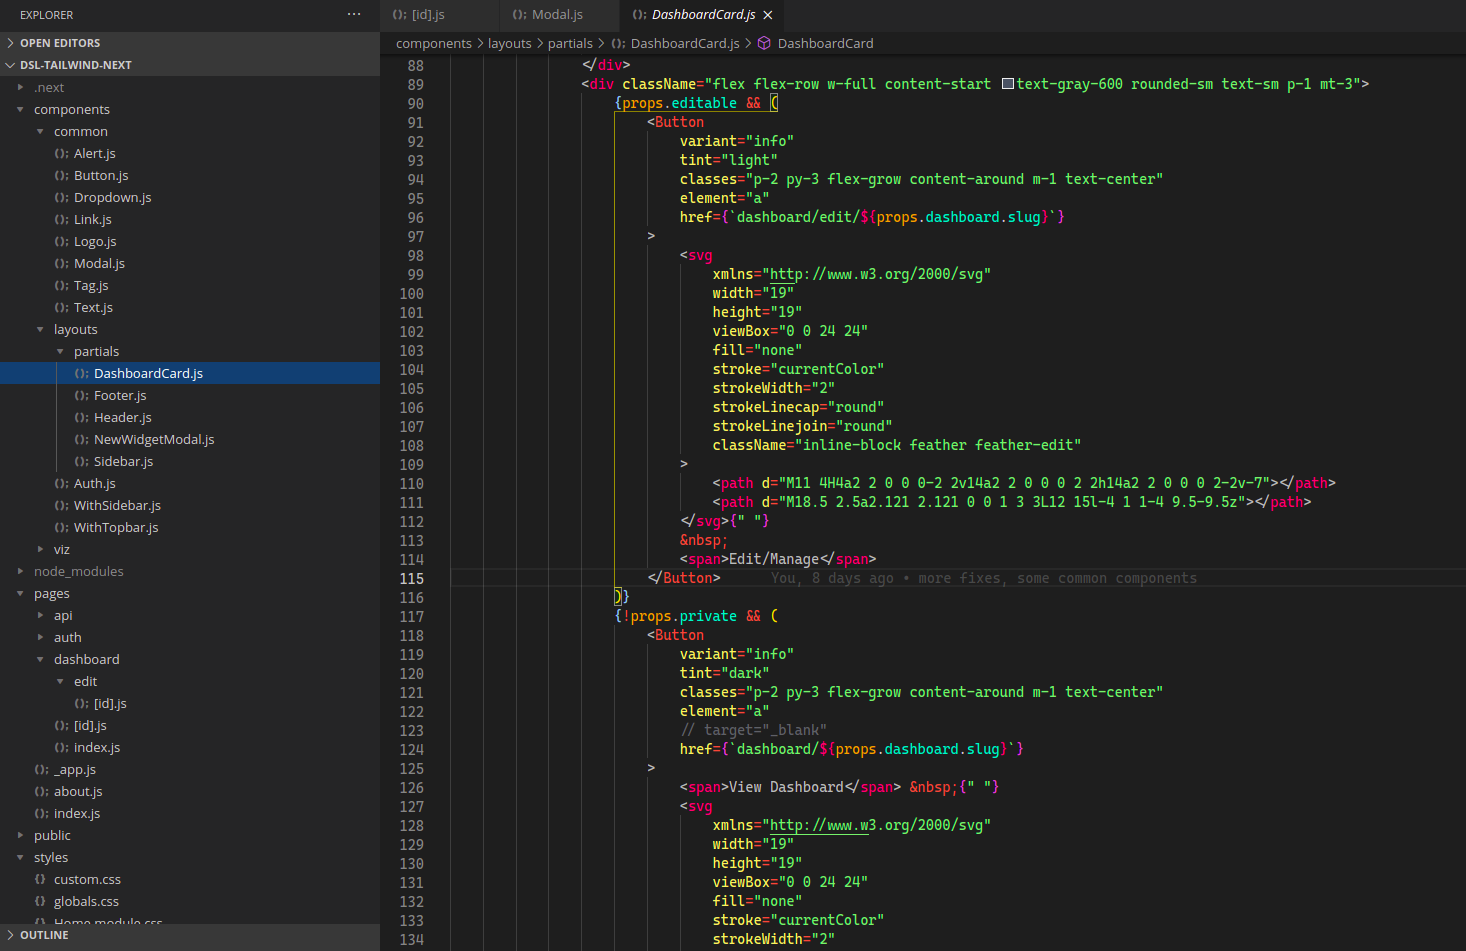 EXPLORER
OPEN EDITORS
DSL-TAILWIND-NEXT
.next
components
common
Alert.js
Button.js
Dropdown.js
Link.js
Logo.js
Modal.js
Tag.js
Text.js
layouts
partials
DashboardCard.js
Footer.js
Header.js
NewWidgetModal.js
Sidebar.js
Auth.js
WithSidebar.js
WithTopbar.js
viz
node_modules
pages
api
auth
dashboard
edit
[id].js
[id].js
index.js
_app.js
about.js
index.js
public
styles
custom.css
globals.css
Home.module.css
OUTLINE
[id].js Modal.js DashboardCard.js
components > layouts > partials > DashboardCard.js > DashboardCard
88 </div>
89 <div className="flex flex-row w-full content-start text-gray-600 rounded-sm text-sm p-1 mt-3">
90 {props.editable && (
91 <Button
92 variant="info"
93 tint="light"
94 classes="p-2 py-3 flex-grow content-around m-1 text-center"
95 element="a"
96 href={`dashboard/edit/${props.dashboard.slug}`}
97 >
98 <svg
99 xmlns="http://www.w3.org/2000/svg"
100 width="19"
101 height="19"
102 viewBox="0 0 24 24"
103 fill="none"
104 stroke="currentColor"
105 strokeWidth="2"
106 strokeLinecap="round"
107 strokeLinejoin="round"
108 className="inline-block feather feather-edit"
109 >
110 <path d="M11 4H4a2 2 0 0 0-2 2v14a2 2 0 0 0 2 2h14a2 2 0 0 0 2-2v-7"></path>
111 <path d="M18.5 2.5a2.121 2.121 0 0 1 3 3L12 15l-4 1 1-4 9.5-9.5z"></path>
112 </svg>{" "}
113 &nbsp;
114 <span>Edit/Manage</span>
115 </Button> You, 8 days ago • more fixes, some common components
116 )}
117 {!props.private && (
118 <Button
119 variant="info"
120 tint="dark"
121 classes="p-2 py-3 flex-grow content-around m-1 text-center"
122 element="a"
123 // target="_blank"
124 href={`dashboard/${props.dashboard.slug}`}
125 >
126 <span>View Dashboard</span> &nbsp;{" "}
127 <svg
128 xmlns="http://www.w3.org/2000/svg"
129 width="19"
130 height="19"
131 viewBox="0 0 24 24"
132 fill="none"
133 stroke="currentColor"
134 strokeWidth="2"